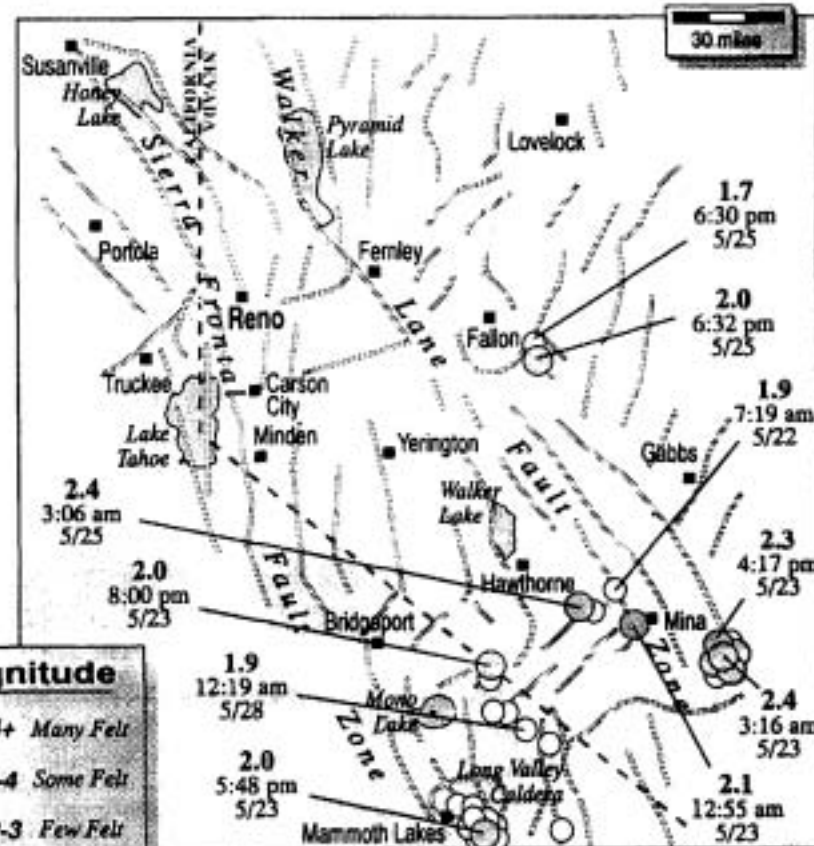 30 miles
Susanville
Honey
Lake
CALIFORNIA
NEVADA
Walker
Lane
Fault
Zone
Pyramid
Lake
Lovelock
Sierra
Frontal
Fault
Zone
Portola
Fernley
Reno
Fallon
1.7
6:30 pm
5/25
2.0
6:32 pm
5/25
Truckee
Carson
City
Lake
Tahoe
Minden
Yerington
1.9
7:19 am
5/22
Gabbs
Walker
Lake
2.4
3:06 am
5/25
Hawthorne
2.3
4:17 pm
5/23
2.0
8:00 pm
5/23
Bridgeport
Mina
1.9
12:19 am
5/28
Mono
Lake
2.4
3:16 am
5/23
2.0
5:48 pm
5/23
Long Valley
Caldera
2.1
12:55 am
5/23
Mammoth Lakes
gnitude
+ Many Felt
-4 Some Felt
-3 Few Felt